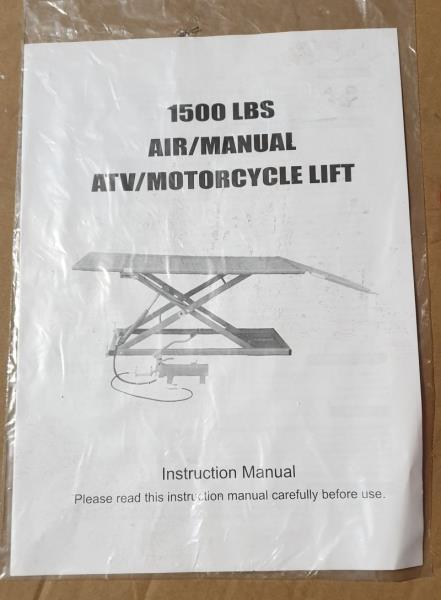 1500 LBS
AIR/MANUAL
ATV/MOTORCYCLE LIFT
Instruction Manual
Please read this instruction manual carefully before use.